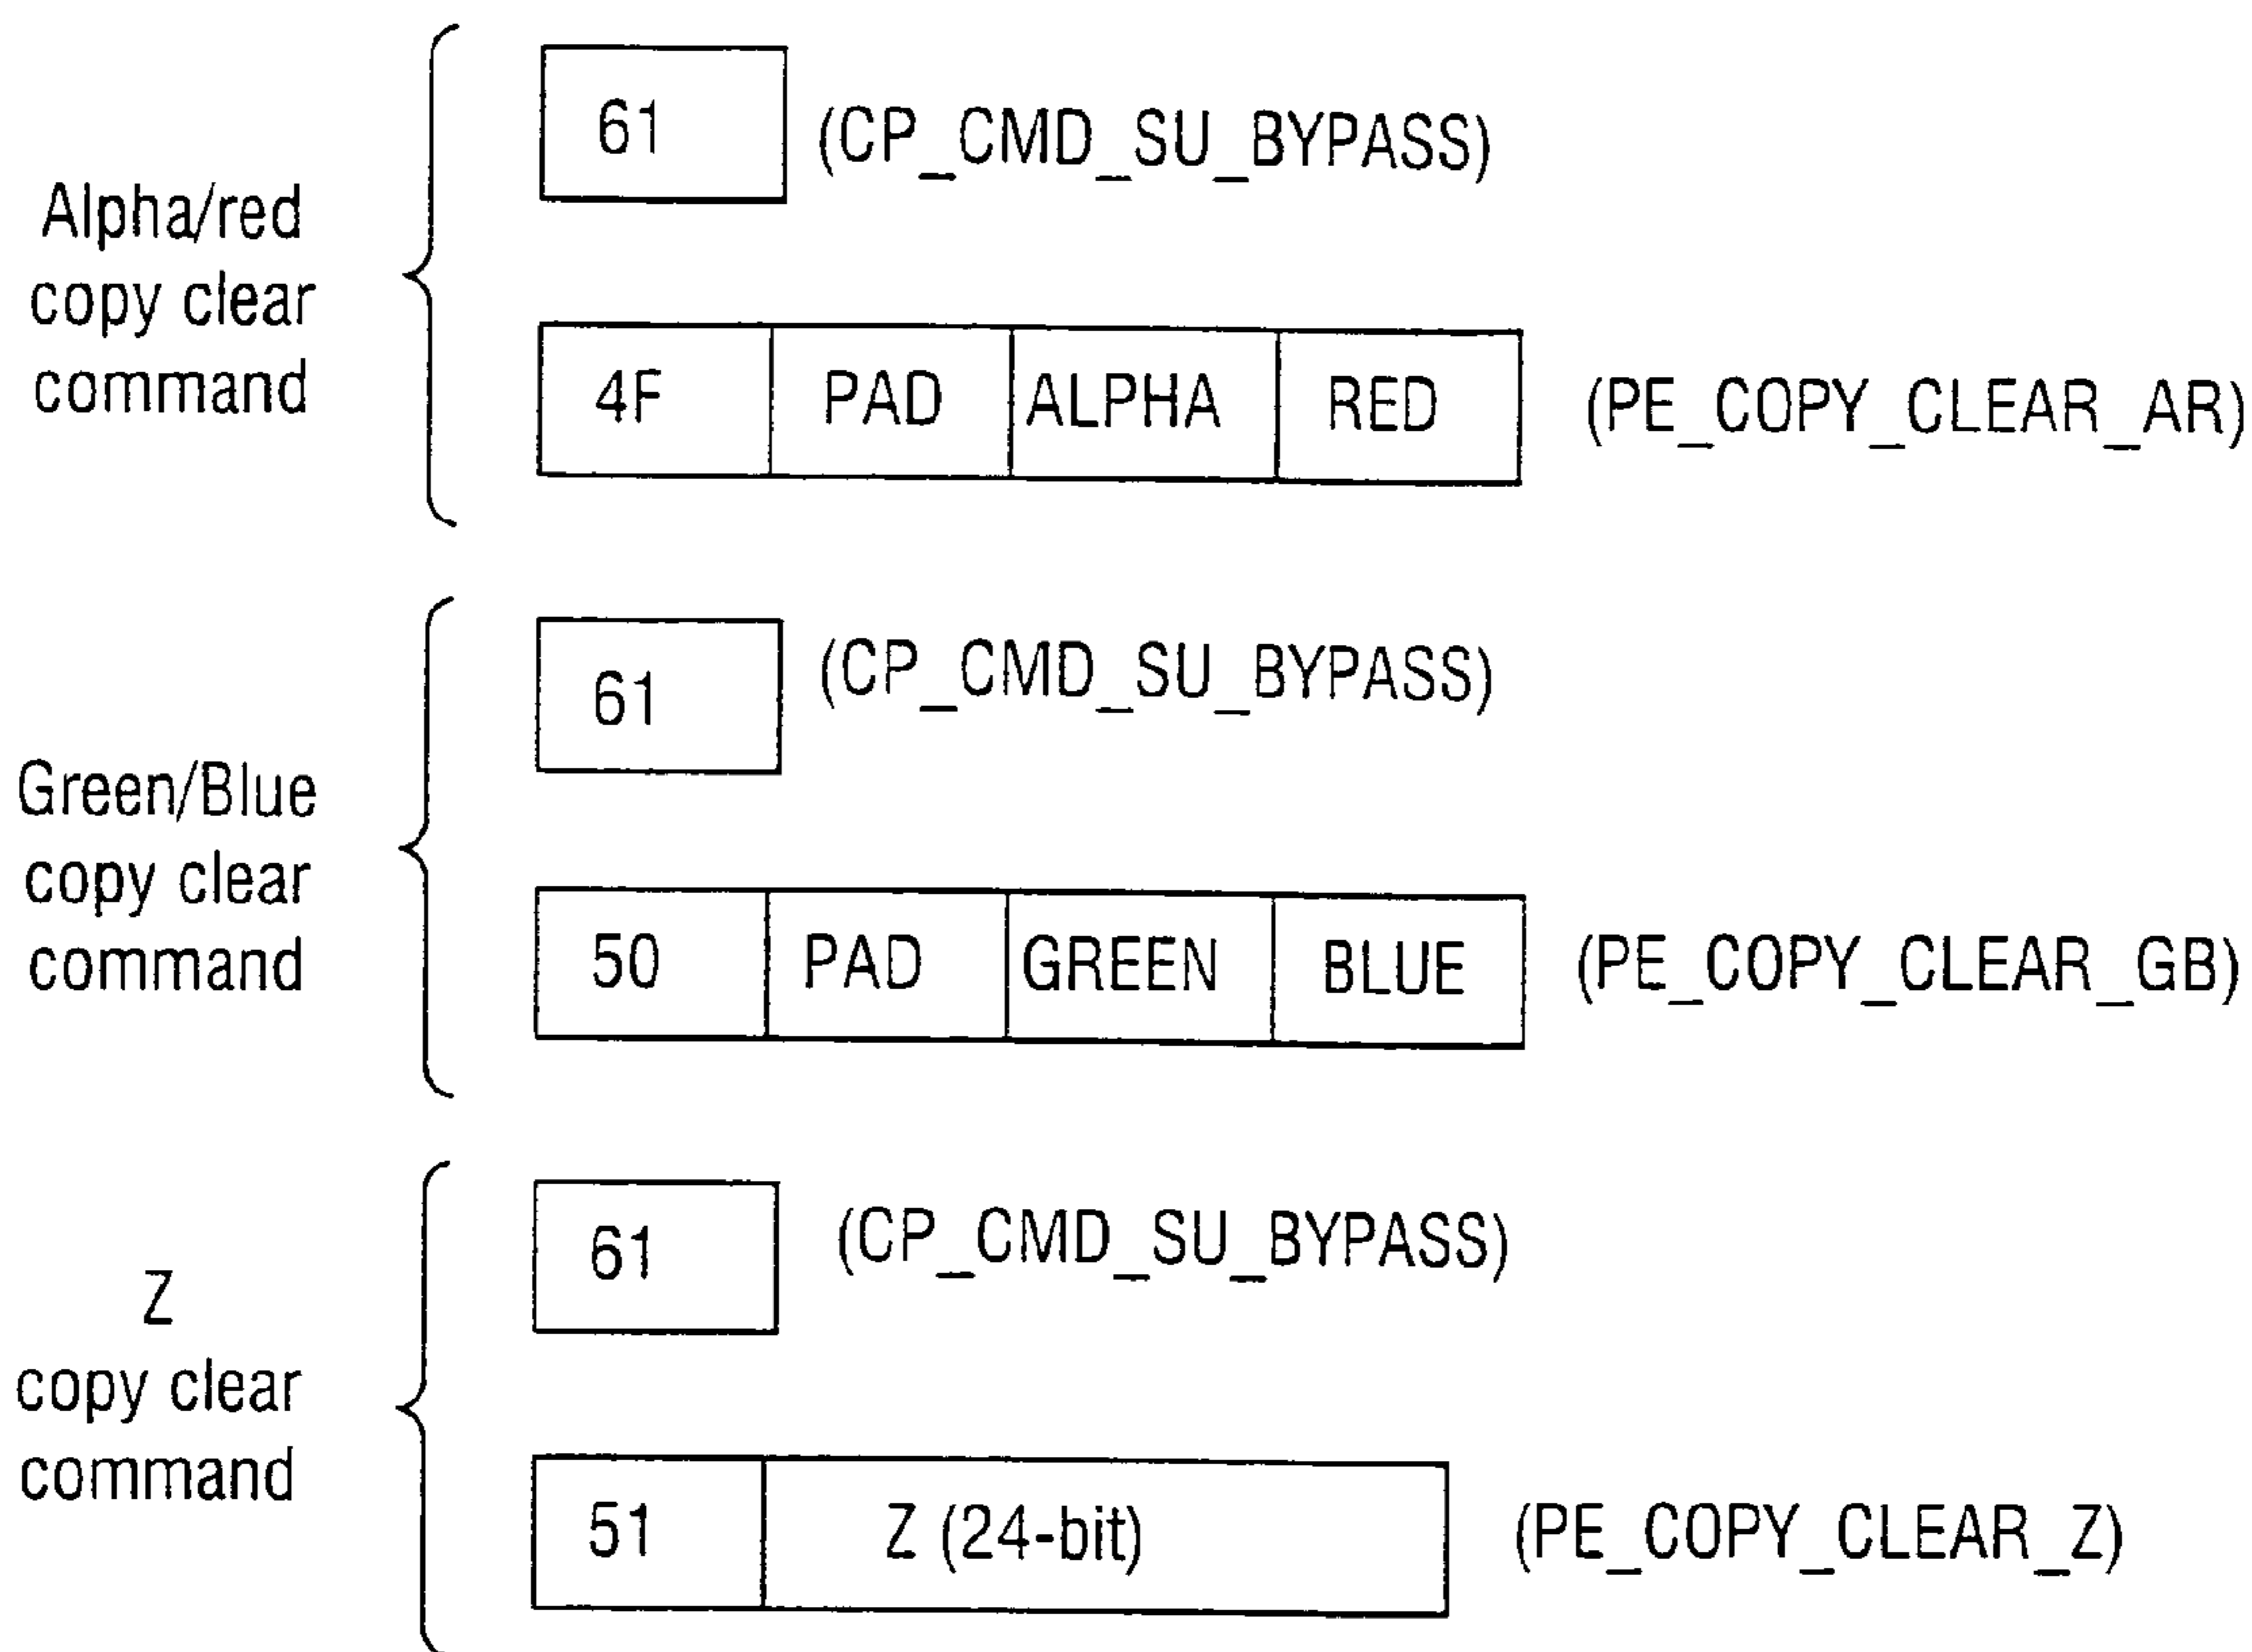 Alpha/red
copy clear
command
61 (CP_CMD_SU_BYPASS)
4F PAD ALPHA RED (PE_COPY_CLEAR_AR)
Green/Blue
copy clear
command
61 (CP_CMD_SU_BYPASS)
50 PAD GREEN BLUE (PE_COPY_CLEAR_GB)
Z
copy clear
command
61 (CP_CMD_SU_BYPASS)
51 Z (24-bit) (PE_COPY_CLEAR_Z)